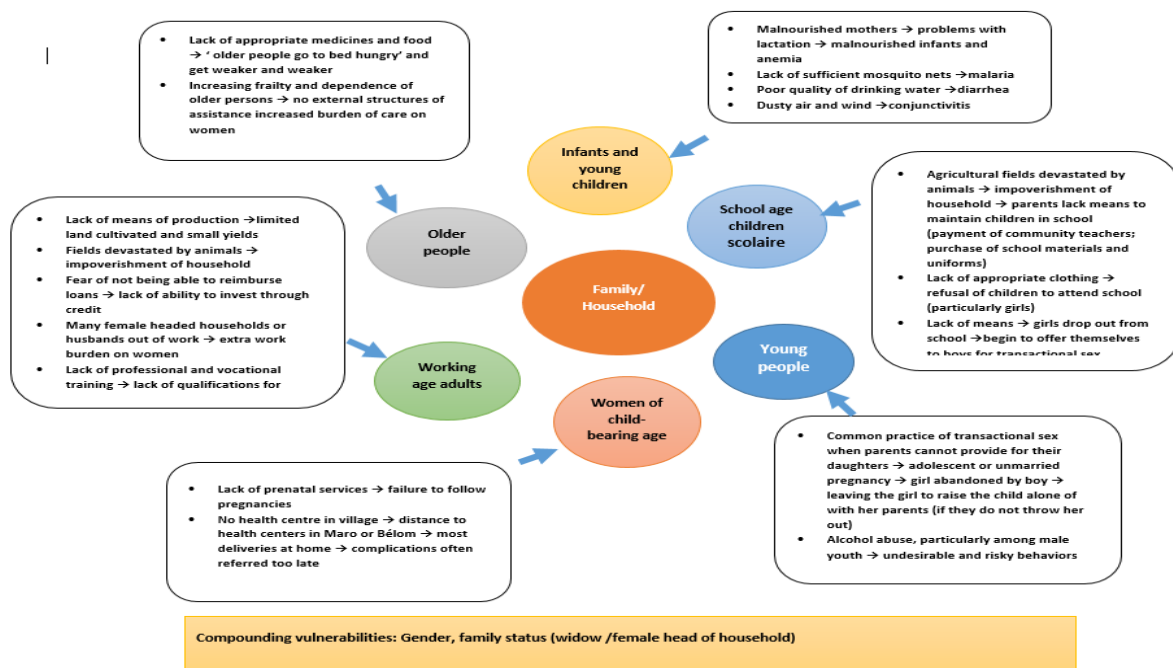 • Lack of appropriate medicines and food
→ ‘ older people go to bed hungry’ and
get weaker and weaker
• Increasing frailty and dependence of
older persons → no external structures of
assistance increased burden of care on
women
• Malnourished mothers → problems with
lactation → malnourished infants and
anemia
• Lack of sufficient mosquito nets →malaria
• Poor quality of drinking water →diarrhea
• Dusty air and wind →conjunctivitis
Infants and
young
children
• Agricultural fields devastated by
animals → impoverishment of
household → parents lack means to
maintain children in school
(payment of community teachers;
purchase of school materials and
uniforms)
• Lack of appropriate clothing →
refusal of children to attend school
(particularly girls)
• Lack of means → girls drop out from
school →begin to offer themselves
to boys for transactional sex
School age
children
scolaire
Older
people
• Lack of means of production →limited
land cultivated and small yields
• Fields devastated by animals →
impoverishment of household
• Fear of not being able to reimburse
loans → lack of ability to invest through
credit
• Many female headed households or
husbands out of work → extra work
burden on women
• Lack of professional and vocational
training → lack of qualifications for
Family/
Household
Working
age adults
Young
people
Women of
child-
bearing age
• Common practice of transactional sex
when parents cannot provide for their
daughters → adolescent or unmarried
pregnancy → girl abandoned by boy →
leaving the girl to raise the child alone of
with her parents (if they do not throw her
out)
• Alcohol abuse, particularly among male
youth → undesirable and risky behaviors
• Lack of prenatal services → failure to follow
pregnancies
• No health centre in village → distance to
health centers in Maro or Bélom → most
deliveries at home → complications often
referred too late
Compounding vulnerabilities: Gender, family status (widow /female head of household)